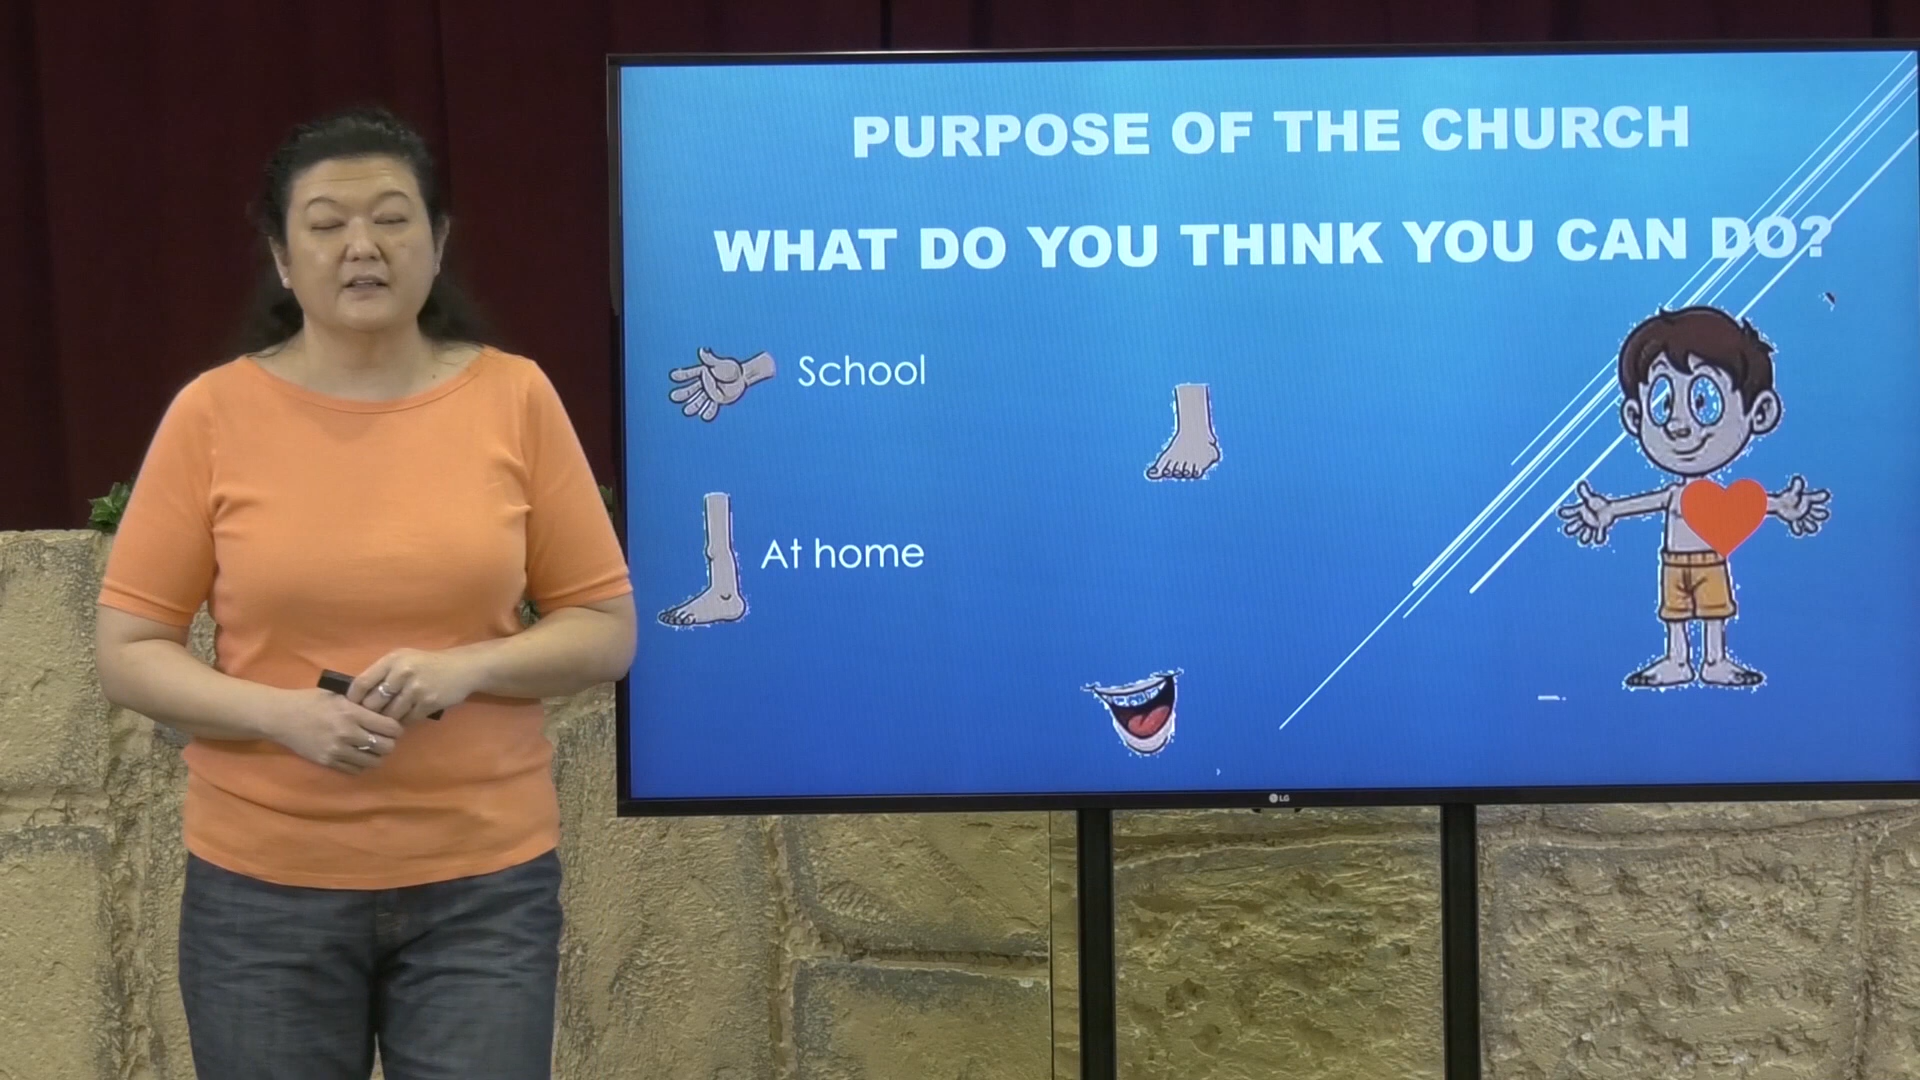 PURPOSE OF THE CHURCH
WHAT DO YOU THINK YOU CAN DO?
School
At home
LG